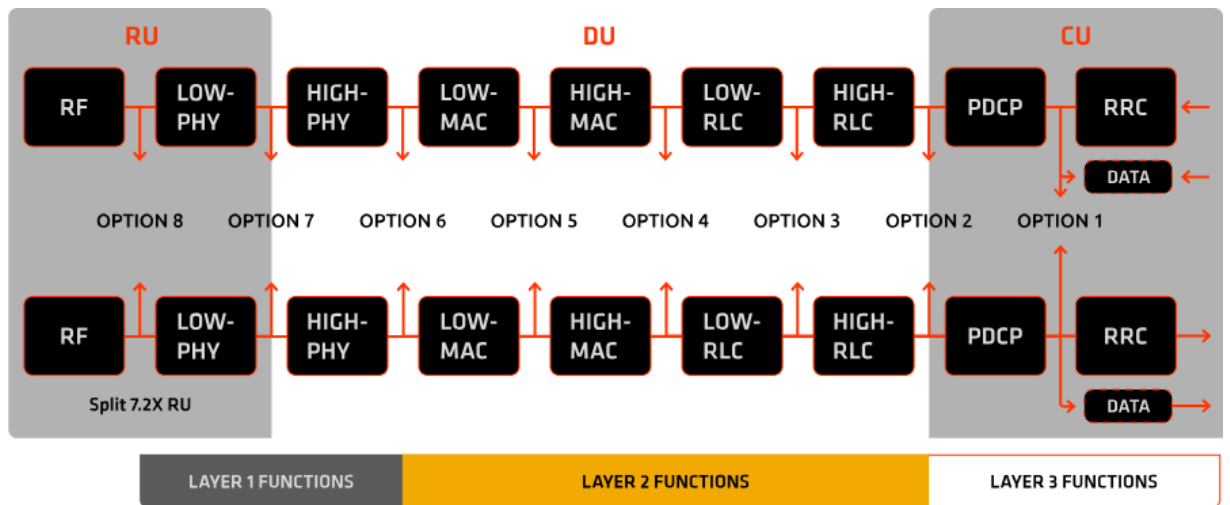 RU DU CU
RF LOW- HIGH- LOW- HIGH- LOW- HIGH- PDCP RRC
PHY PHY MAC MAC RLC RLC
DATA
OPTION 8 OPTION 7 OPTION 6 OPTION 5 OPTION 4 OPTION 3 OPTION 2 OPTION 1
RF LOW- HIGH- LOW- HIGH- LOW- HIGH- PDCP RRC
PHY PHY MAC MAC RLC RLC
Split 7.2X RU DATA
LAYER 1 FUNCTIONS LAYER 2 FUNCTIONS LAYER 3 FUNCTIONS